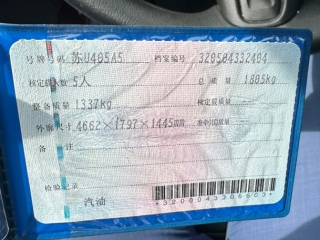 号牌号码 苏U485A5 档案编号 320584332404
核定载人数 5人 总质量 1805kg
整备质量 1337kg 核定载质量
外廓尺寸 4662×1797×1445mm 准牵引总质量
备注
检验记录
汽油